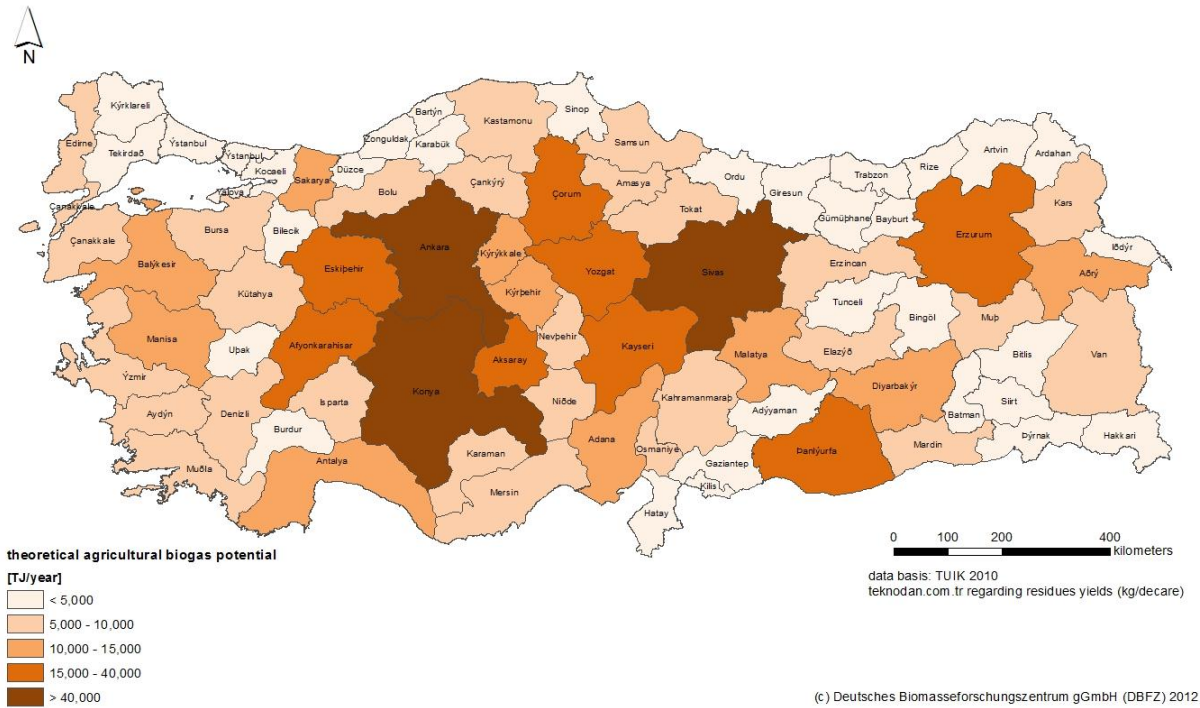 N
Kýrklareli
Edirne
Tekirdað
Ýstanbul
Ýstanbul
Kocaeli
Yalova
Sakarya
Düzce
Zonguldak
Bartýn
Karabük
Kastamonu
Sinop
Samsun
Bolu
Çankýrý
Çorum
Amasya
Tokat
Ordu
Giresun
Trabzon
Rize
Artvin
Ardahan
Gümüþhane
Bayburt
Kars
Erzurum
Iðdýr
Aðrý
Çanakkale
Çanakkale
Balýkesir
Bursa
Bilecik
Eskiþehir
Ankara
Kýrýkkale
Kýrþehir
Yozgat
Sivas
Erzincan
Tunceli
Bingöl
Muþ
Bitlis
Van
Kütahya
Manisa
Uþak
Afyonkarahisar
Konya
Aksaray
Nevþehir
Kayseri
Malatya
Elazýð
Diyarbakýr
Batman
Siirt
Þýrnak
Hakkari
Ýzmir
Aydýn
Denizli
Isparta
Burdur
Muðla
Antalya
Karaman
Mersin
Niðde
Adana
Kahramanmaraþ
Osmaniye
Adýyaman
Gaziantep
Kilis
Hatay
Þanlýurfa
Mardin
theoretical agricultural biogas potential
[TJ/year]
< 5,000
5,000 - 10,000
10,000 - 15,000
15,000 - 40,000
> 40,000
0 100 200 400
kilometers
data basis: TUIK 2010
teknodan.com.tr regarding residues yields (kg/decare)
(c) Deutsches Biomasseforschungszentrum gGmbH (DBFZ) 2012